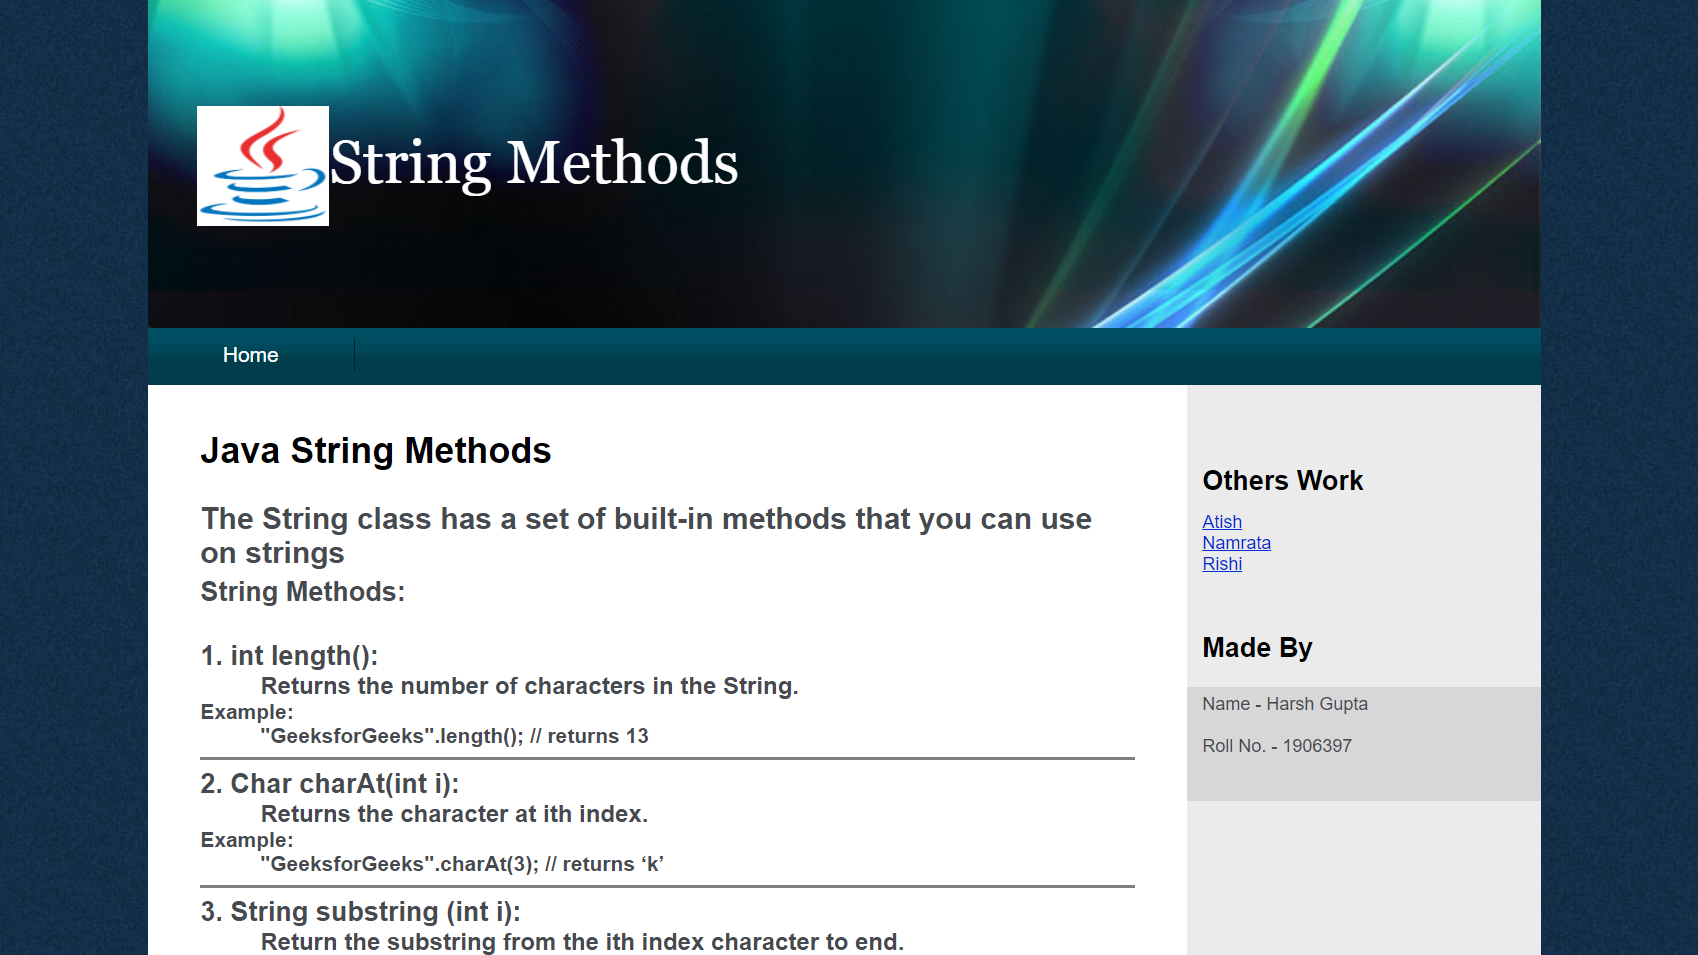 String Methods
Home
Java String Methods
The String class has a set of built-in methods that you can use
on strings
String Methods:
1. int length():
Returns the number of characters in the String.
Example:
"GeeksforGeeks".length(); // returns 13
2. Char charAt(int i):
Returns the character at ith index.
Example:
"GeeksforGeeks".charAt(3); // returns ‘k’
3. String substring (int i):
Return the substring from the ith index character to end.
Others Work
Atish
Namrata
Rishi
Made By
Name - Harsh Gupta
Roll No. - 1906397